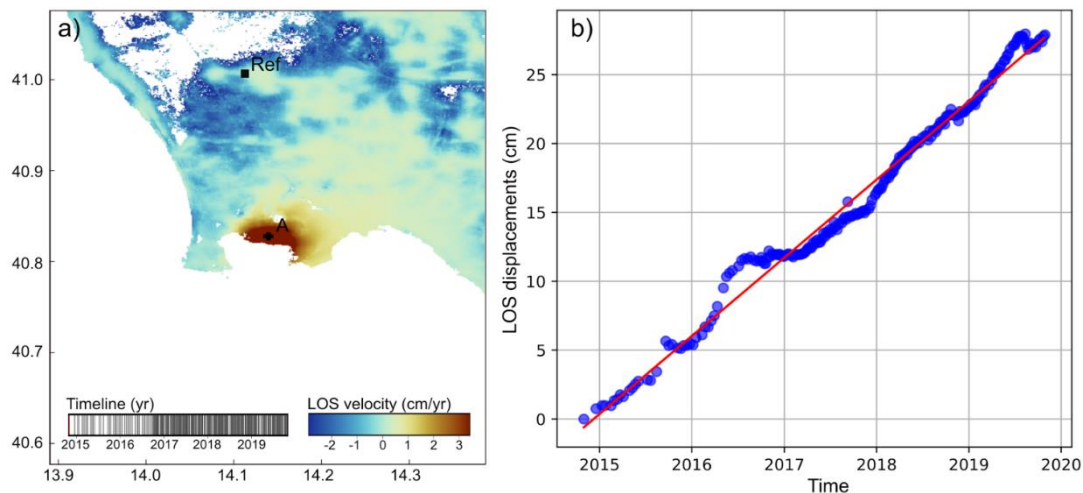 a)
Ref
A
41.0
40.9
40.8
40.7
40.6
13.9 14.0 14.1 14.2 14.3
Timeline (yr)
2015 2016 2017 2018 2019
LOS velocity (cm/yr)
-2 -1 0 1 2 3
b)
LOS displacements (cm)
25
20
15
10
5
0
2015 2016 2017 2018 2019 2020
Time